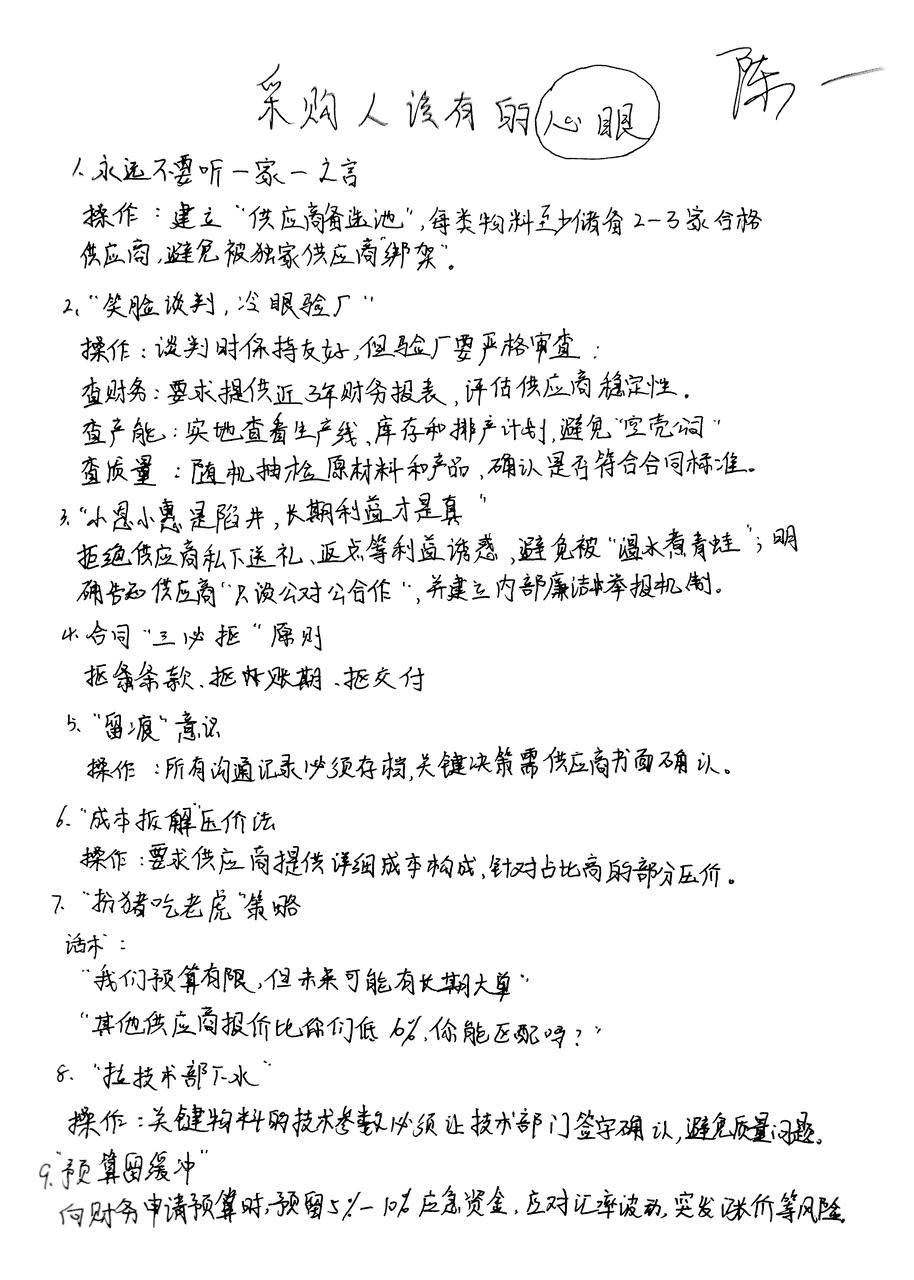 采购人该有的心眼
陈一
1.永远不要听一家一之言
操作：建立“供应商备选池”，每类物料至少储备2-3家合格
供应商，避免被独家供应商“绑架”。
2.“笑脸谈判，冷眼验厂”
操作：谈判时保持友好，但验厂要严格审查：
查财务：要求提供近3年财务报表，评估供应商稳定性。
查产能：实地查看生产线、库存和排产计划，避免“空壳公司”
查质量：随机抽检原材料和产品，确认是否符合合同标准。
3.“小恩小惠是陷井，长期利益才是真”
拒绝供应商私下送礼、返点等利益诱惑，避免被“温水煮青蛙”；明
确告知供应商“只谈公对公合作”，并建立内部廉洁举报机制。
4.合同“三必抠”原则
抠条款、抠账期、抠交付
5.“留痕”意识
操作：所有沟通记录必须存档，关键决策需供应商书面确认。
6.“成本拆解”压价法
操作：要求供应商提供详细成本构成，针对占比高的部分压价。
7.“扮猪吃老虎”策略
话术：
“我们预算有限，但未来可能有长期大单”
“其他供应商报价比你们低10%，你能匹配吗？”
8.“拉技术部下水”
操作：关键物料的技术参数必须让技术部门签字确认，避免质量问题。
9.“预算留缓冲”
向财务申请预算时，预留5%-10%应急资金，应对汇率波动，突发涨价等风险。